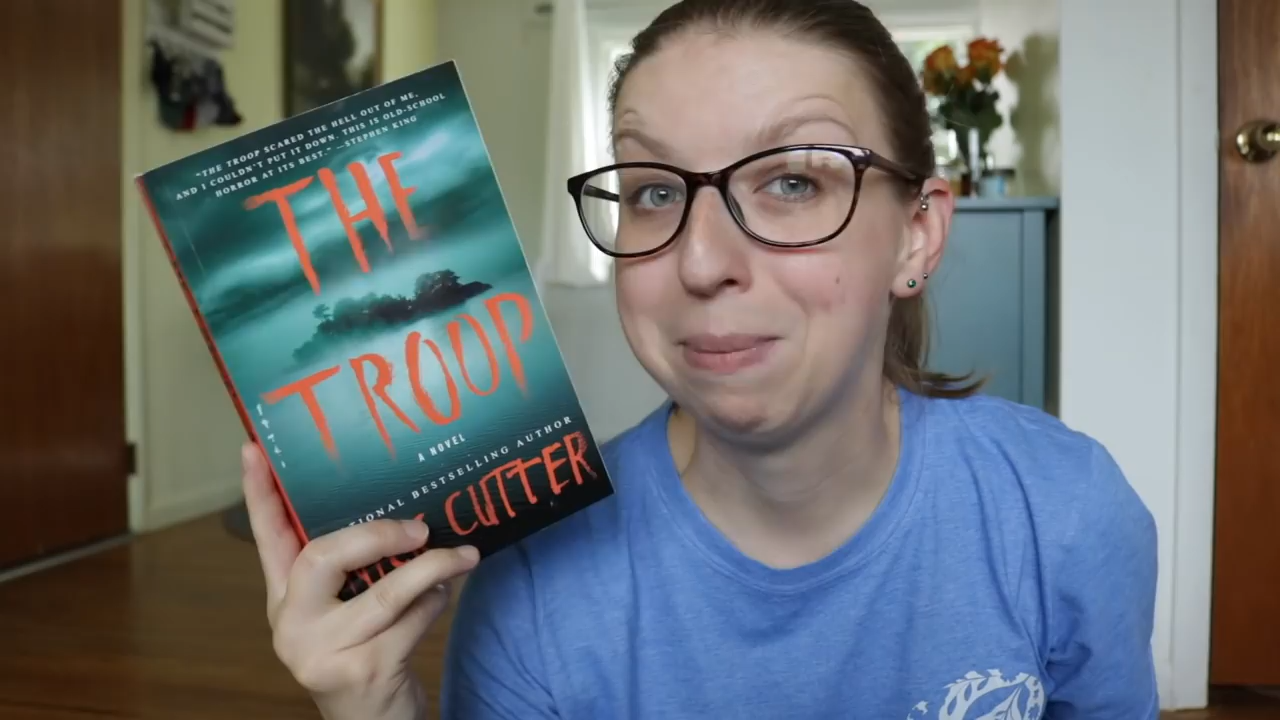 "THE TROOP SCARED THE HELL OUT OF ME,
AND I COULDN'T PUT IT DOWN. THIS IS OLD-SCHOOL
HORROR AT ITS BEST." —STEPHEN KING
THE
TROOP
A NOVEL
BESTSELLING AUTHOR
CUTTER